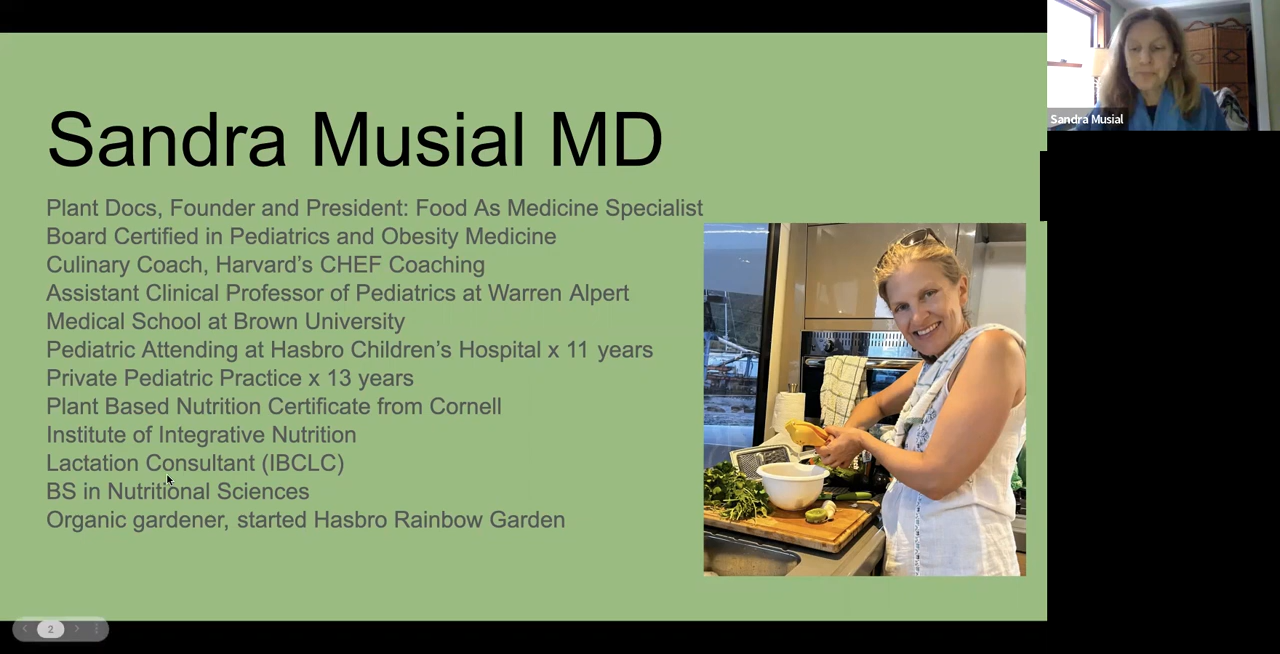 Sandra Musial MD
Plant Docs, Founder and President: Food As Medicine Specialist
Board Certified in Pediatrics and Obesity Medicine
Culinary Coach, Harvard’s CHEF Coaching
Assistant Clinical Professor of Pediatrics at Warren Alpert
Medical School at Brown University
Pediatric Attending at Hasbro Children’s Hospital x 11 years
Private Pediatric Practice x 13 years
Plant Based Nutrition Certificate from Cornell
Institute of Integrative Nutrition
Lactation Consultant (IBCLC)
BS in Nutritional Sciences
Organic gardener, started Hasbro Rainbow Garden
2
Sandra Musial